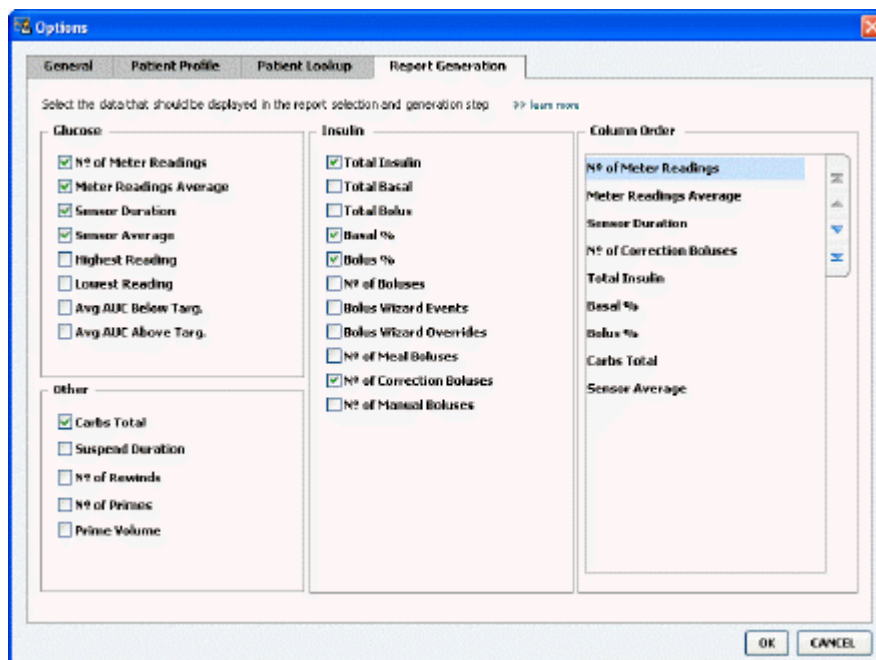 Options
General Patient Profile Patient Lookup Report Generation
Select the data that should be displayed in the report selection and generation step >> learn more
Glucose
Nº of Meter Readings
Meter Readings Average
Sensor Duration
Sensor Average
Highest Reading
Lowest Reading
Avg AUC Below Targ.
Avg AUC Above Targ.
Other
Carbs Total
Suspend Duration
Nº of Rewinds
Nº of Primes
Prime Volume
Insulin
Total Insulin
Total Basal
Total Bolus
Basal %
Bolus %
Nº of Boluses
Bolus Wizard Events
Bolus Wizard Overrides
Nº of Meal Boluses
Nº of Correction Boluses
Nº of Manual Boluses
Column Order
Nº of Meter Readings
Meter Readings Average
Sensor Duration
Nº of Correction Boluses
Total Insulin
Basal %
Bolus %
Carbs Total
Sensor Average
OK CANCEL